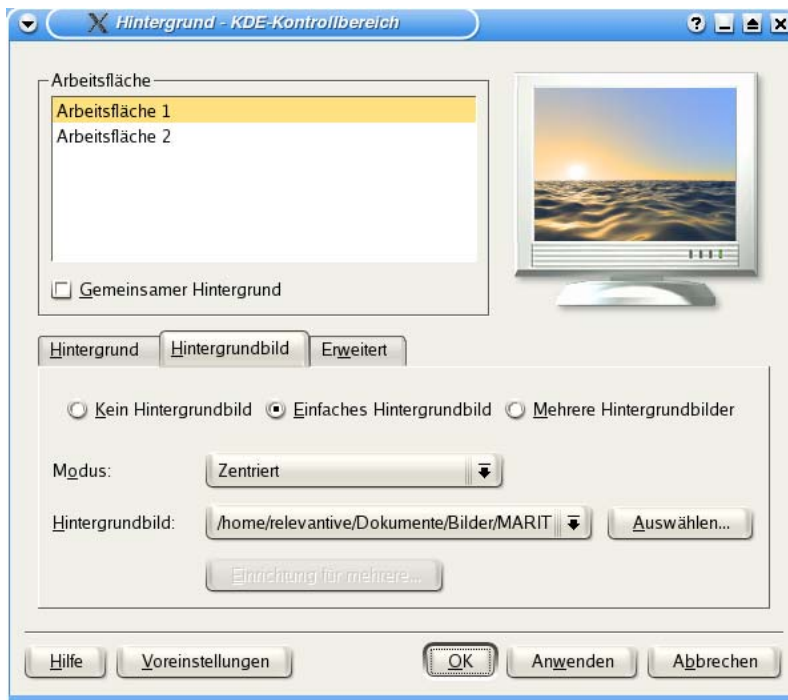 Hintergrund - KDE-Kontrollbereich
Arbeitsfläche
Arbeitsfläche 1
Arbeitsfläche 2
Gemeinsamer Hintergrund
Hintergrund Hintergrundbild Erweitert
Kein Hintergrundbild Einfaches Hintergrundbild Mehrere Hintergrundbilder
Modus: Zentriert
Hintergrundbild: /home/relevantive/Dokumente/Bilder/MARIT Auswählen...
Einrichtung für mehrere...
Hilfe Voreinstellungen OK Anwenden Abbrechen